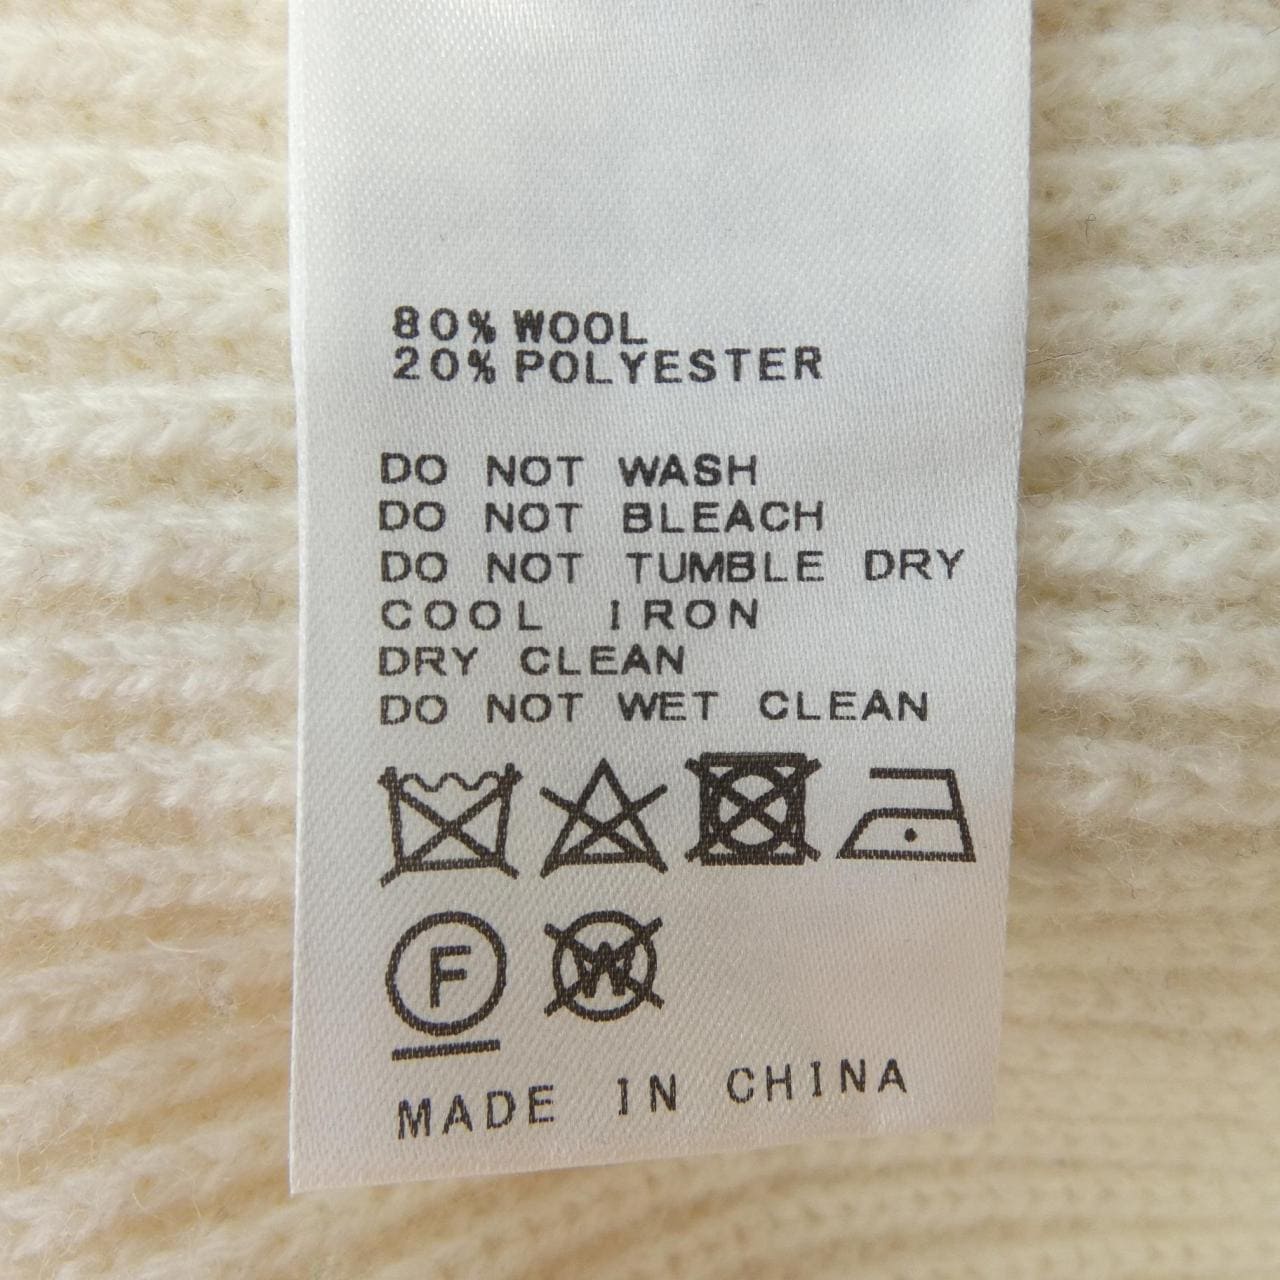 80% WOOL
20% POLYESTER
DO NOT WASH
DO NOT BLEACH
DO NOT TUMBLE DRY
COOL IRON
DRY CLEAN
DO NOT WET CLEAN
F W
MADE IN CHINA